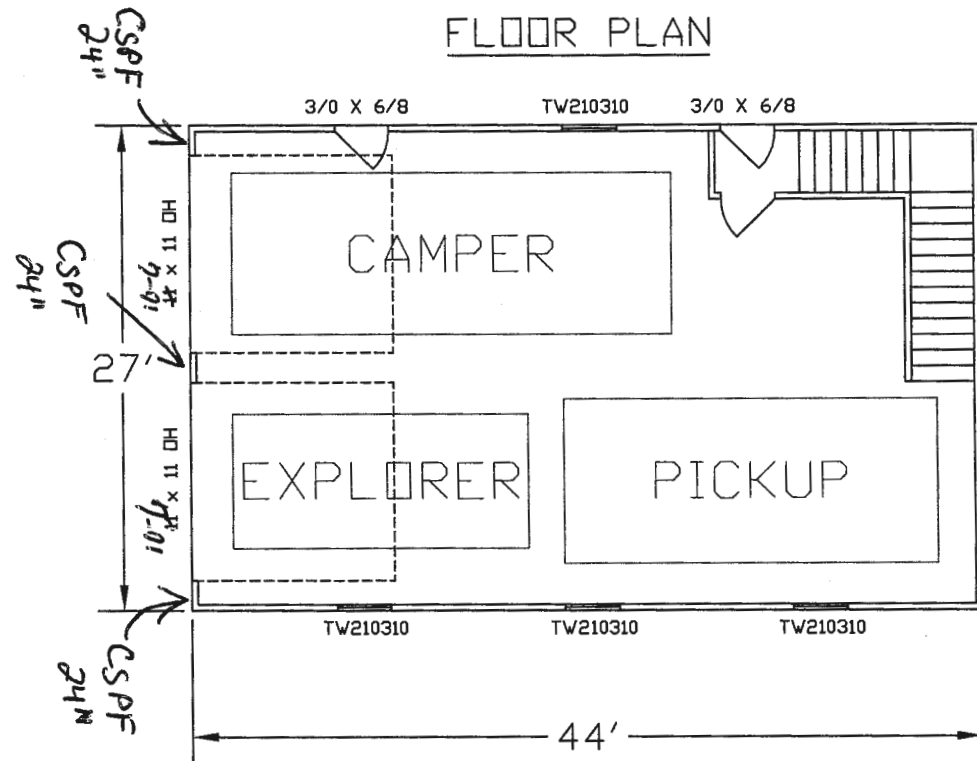 FLOOR PLAN
CSPF
24"
3/0 X 6/8
TW210310
3/0 X 6/8
CAMPER
X 11 OH
CSPF
24"
27'
EXPLORER
PICKUP
X 11 OH
TW210310
TW210310
TW210310
CSPF
24"
44'